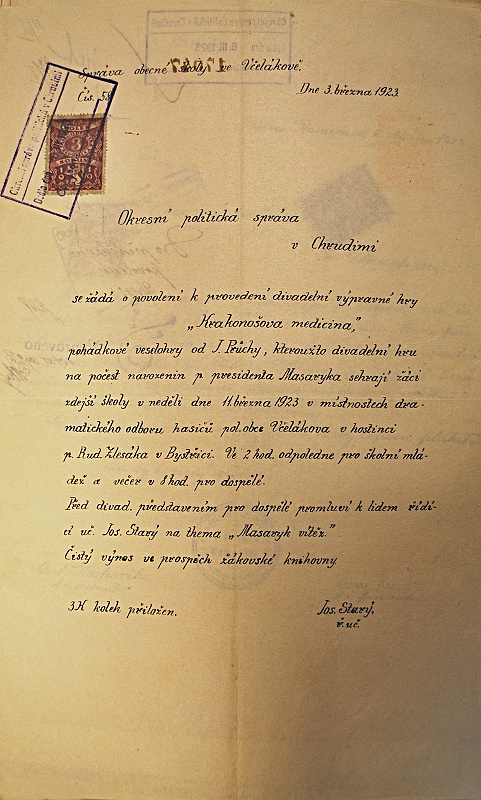 Správa obecné školy ve Včelákově.
Čís. 58
Dne 3. března 1923.
Okresní politická správa
v Chrudimi
se žádá o povolení k provedení divadelní výpravné hry
„Krakonošova medicina,"
pohádkové veselohry od J. Průchy, kteroužto divadelní hru
na počest narozenin p. presidenta Masaryka sehrají žáci
zdejší školy v neděli dne 11. března 1923 v místnostech dra-
matického odboru hasičů pol. obce Včelákova v hostinci
p. Rud. Zlesáka v Bystřici. Ve 2 hod. odpoledne pro školní mlá-
dež a večer v 8 hod. pro dospělé.
Před divad. představením pro dospělé promluví k lidem řídí-
cí uč. Jos. Starý na thema „Masaryk vítěz."
Čistý výnos ve prospěch žákovské knihovny.
3 K kolek přiložen.
Jos. Starý,
ř. uč.